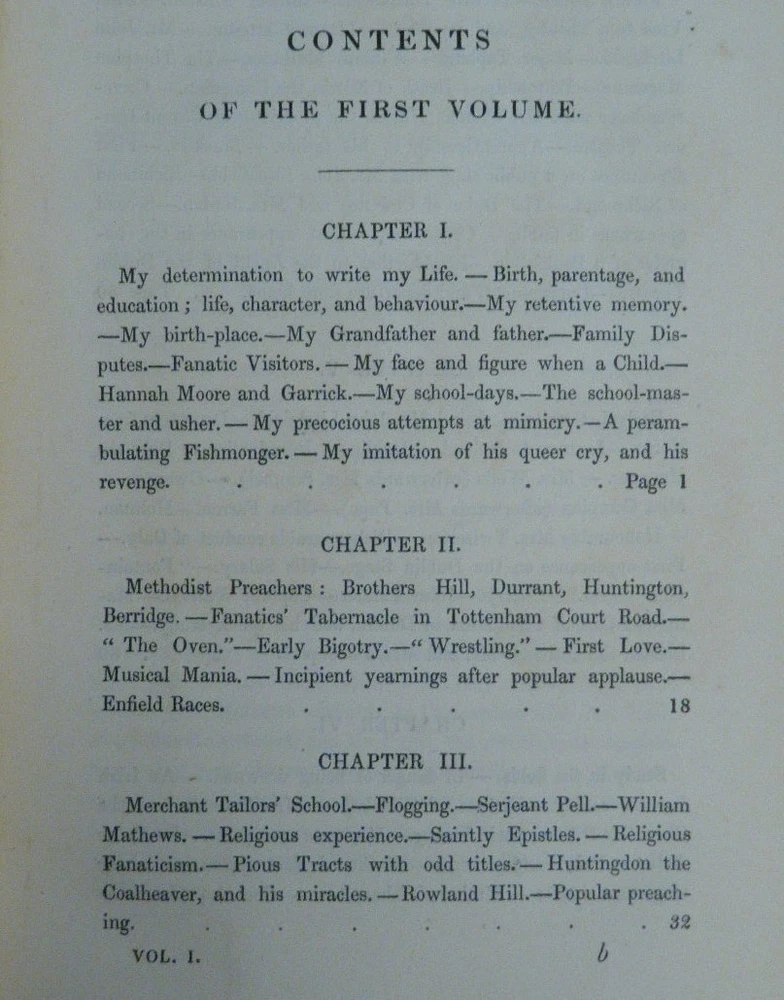 CONTENTS
OF THE FIRST VOLUME.
CHAPTER I.
My determination to write my Life. — Birth, parentage, and
education ; life, character, and behaviour.—My retentive memory.
—My birth-place.—My Grandfather and father.—Family Dis-
putes.—Fanatic Visitors. — My face and figure when a Child.—
Hannah Moore and Garrick.—My school-days.—The school-mas-
ter and usher. — My precocious attempts at mimicry. — A peram-
bulating Fishmonger. — My imitation of his queer cry, and his
revenge. . . . . . . Page 1
CHAPTER II.
Methodist Preachers : Brothers Hill, Durrant, Huntington,
Berridge. — Fanatics' Tabernacle in Tottenham Court Road.—
" The Oven."—Early Bigotry.—" Wrestling." — First Love.—
Musical Mania. — Incipient yearnings after popular applause.—
Enfield Races. . . . . . 18
CHAPTER III.
Merchant Tailors' School.—Flogging.—Serjeant Pell.—William
Mathews. — Religious experience.—Saintly Epistles. — Religious
Fanaticism.— Pious Tracts with odd titles.— Huntingdon the
Coalheaver, and his miracles. — Rowland Hill.—Popular preach-
ing. . . . . . . . 32
VOL. I. b